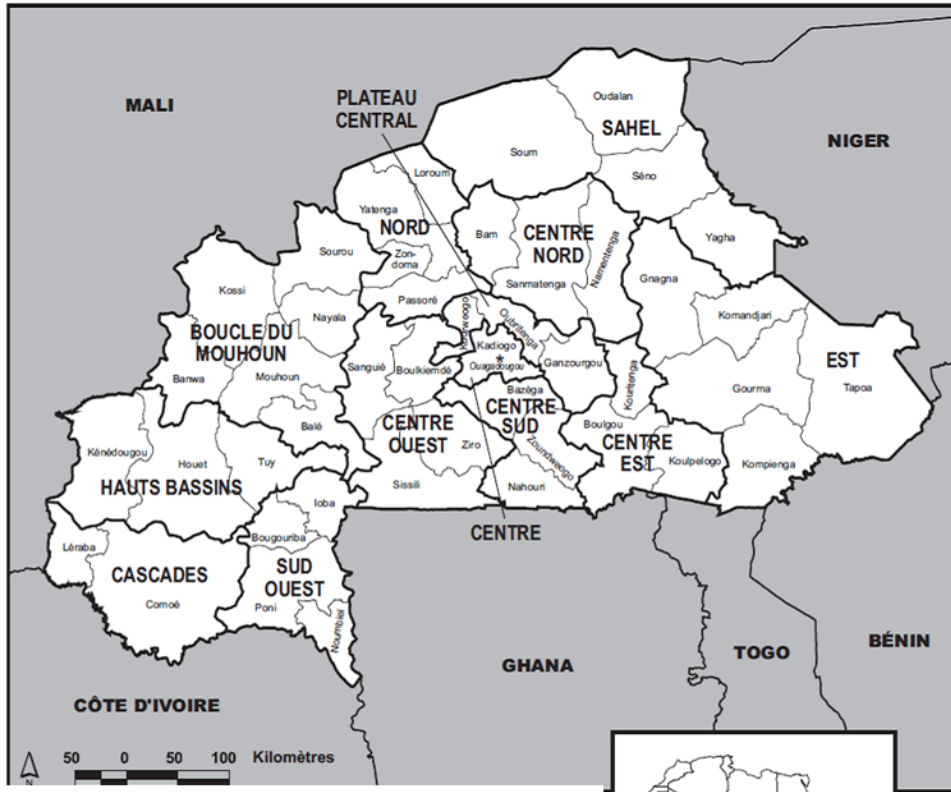 MALI
PLATEAU
CENTRAL
Oudalan
SAHEL
NIGER
Soum
Séno
Loroum
Yatenga
NORD
Bam
CENTRE
NORD
Namentenga
Yagha
Sourou
Zon-
doma
Sanmatenga
Gnagna
Kossi
Passoré
Komandjari
Nayala
Kourweogo
Oubritenga
BOUCLE DU
MOUHOUN
Kadiogo
Ouagadougou
Sanguié
Boulkiemdé
Ganzourgou
Kouritenga
EST
Tapoa
Banwa
Mouhoun
Bazèga
Gourma
CENTRE
SUD
Balé
CENTRE
OUEST
Ziro
Zoundweogo
Boulgou
CENTRE
EST
Koulpelogo
Kompienga
Kénédougou
Houet
Tuy
HAUTS BASSINS
Sissili
Nahouri
Ioba
Bougouriba
CENTRE
Léraba
CASCADES
Comoé
SUD
OUEST
Poni
Noumbiel
GHANA
TOGO
BÉNIN
CÔTE D'IVOIRE
50 0 50 100 Kilomètres
N